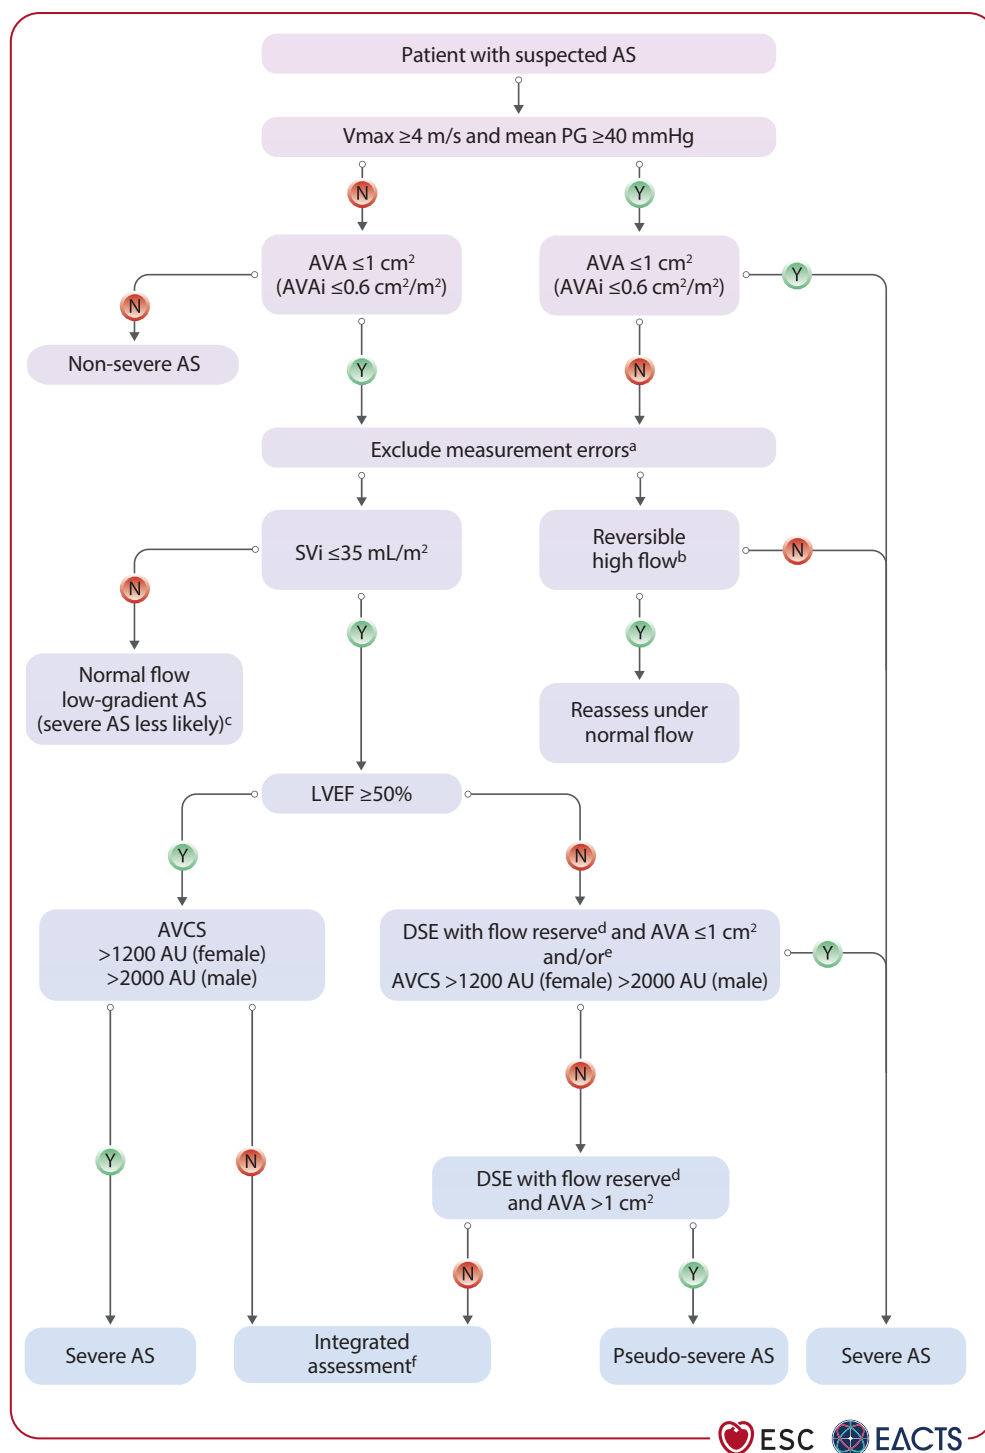 Patient with suspected AS
Vmax ≥4 m/s and mean PG ≥40 mmHg
N
Y
AVA ≤1 cm²
(AVAi ≤0.6 cm²/m²)
AVA ≤1 cm²
(AVAi ≤0.6 cm²/m²)
Y
N
Non-severe AS
Y
N
Exclude measurement errorsᵃ
SVi ≤35 mL/m²
Reversible
high flowᵇ
N
N
Y
Y
Normal flow
low-gradient AS
(severe AS less likely)ᶜ
Reassess under
normal flow
LVEF ≥50%
Y
N
AVCS
>1200 AU (female)
>2000 AU (male)
DSE with flow reserveᵈ and AVA ≤1 cm²
and/orᵉ
AVCS >1200 AU (female) >2000 AU (male)
Y
N
Y
N
DSE with flow reserveᵈ
and AVA >1 cm²
N
Y
Severe AS
Integrated
assessmentᶠ
Pseudo-severe AS
Severe AS
ESC
EACTS